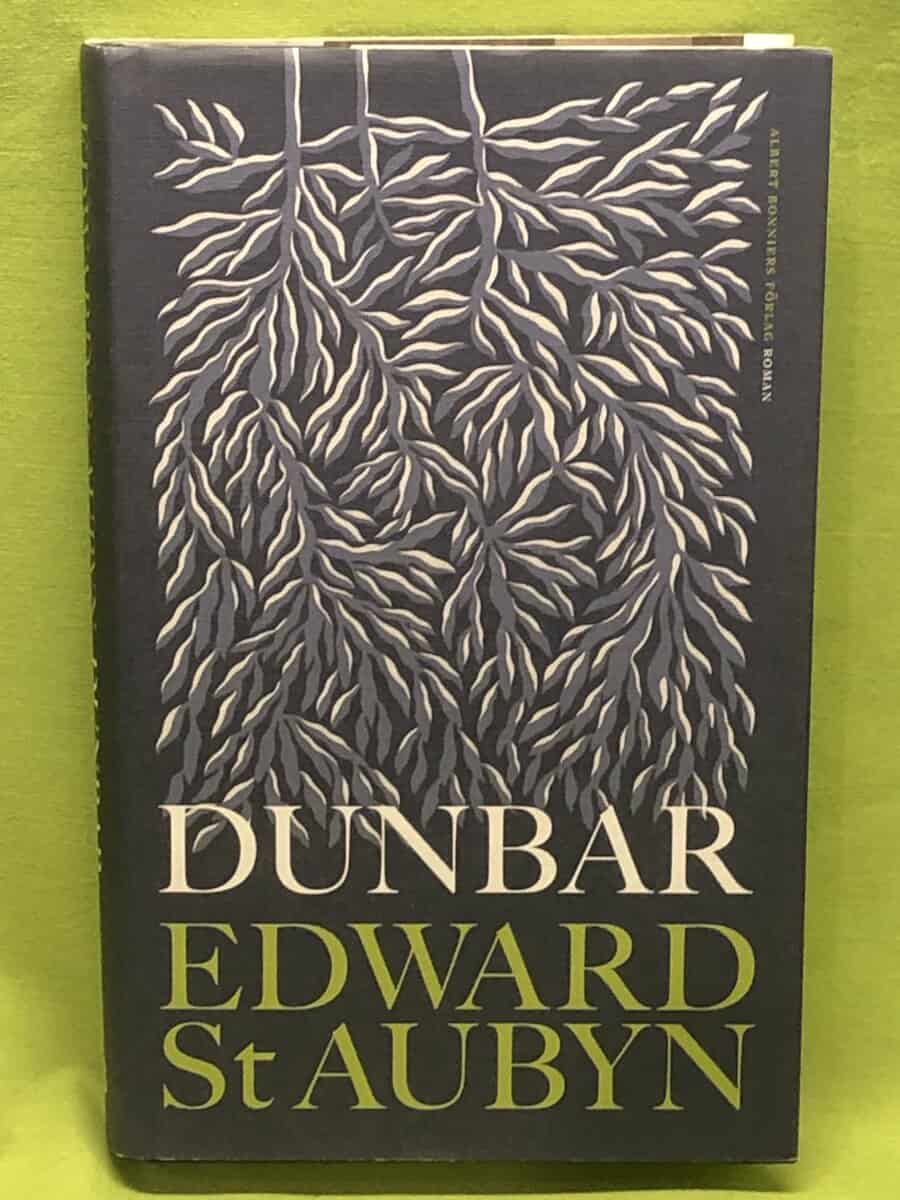 ALBERT BONNIERS FÖRLAG ROMAN
DUNBAR
EDWARD
St AUBYN